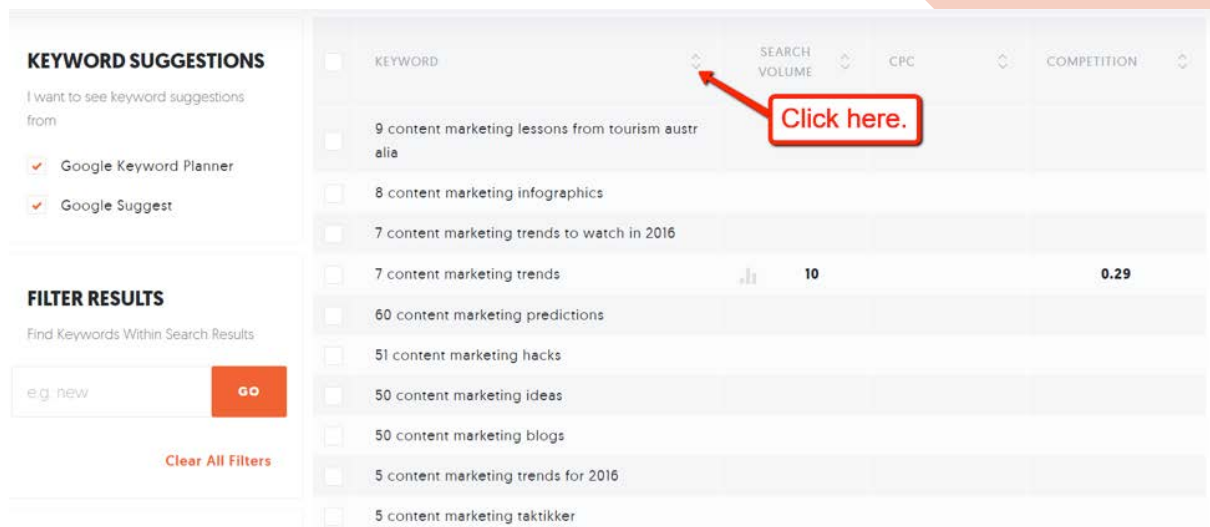 KEYWORD SUGGESTIONS
I want to see keyword suggestions
from
Google Keyword Planner
Google Suggest
FILTER RESULTS
Find Keywords Within Search Results
e.g. new
GO
Clear All Filters
KEYWORD
SEARCH
VOLUME
CPC
COMPETITION
Click here.
9 content marketing lessons from tourism austr
alia
8 content marketing infographics
7 content marketing trends to watch in 2016
7 content marketing trends 10 0.29
60 content marketing predictions
51 content marketing hacks
50 content marketing ideas
50 content marketing blogs
5 content marketing trends for 2016
5 content marketing taktikker